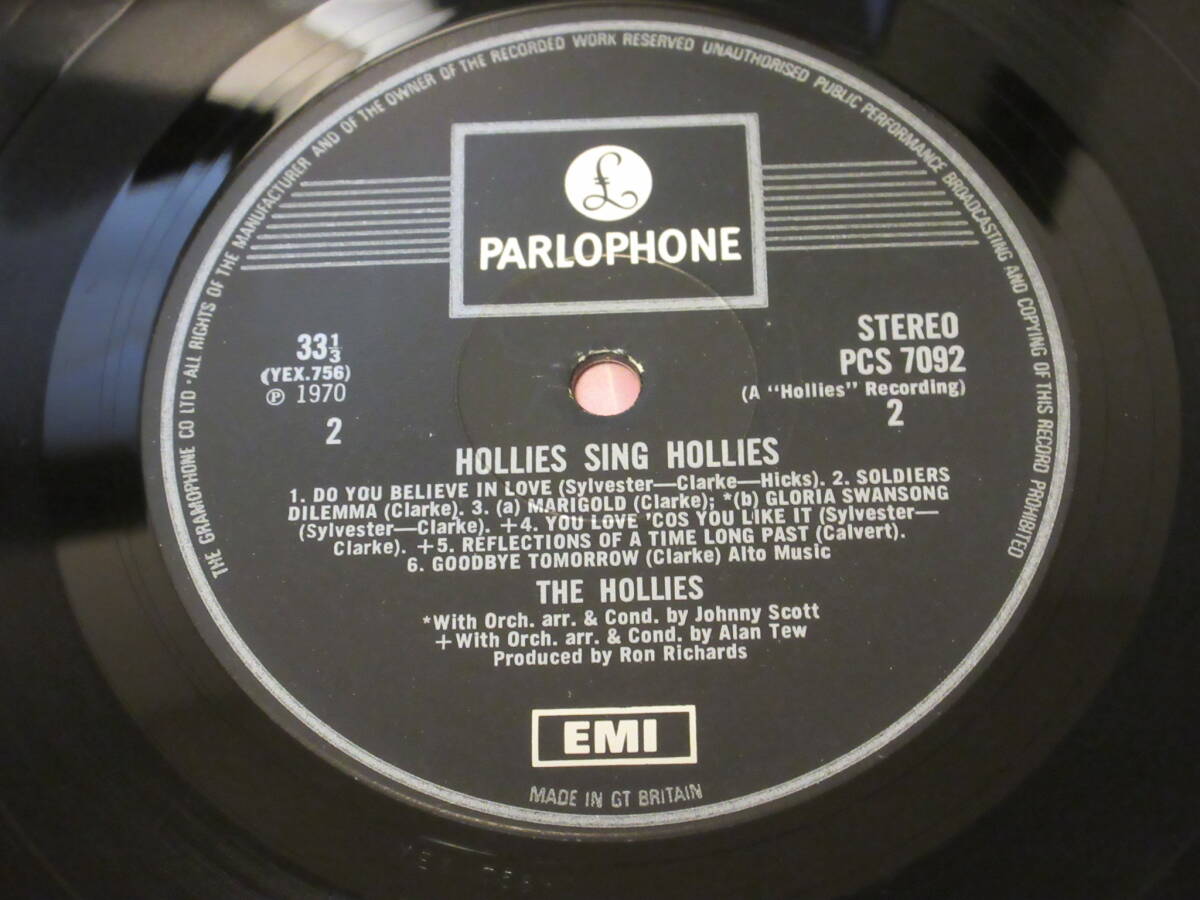 THE GRAMOPHONE CO LTD · ALL RIGHTS OF THE MANUFACTURER AND OF THE OWNER OF THE RECORDED WORK RESERVED UNAUTHORISED PUBLIC PERFORMANCE BROADCASTING AND COPYING OF THIS RECORD PROHIBITED
£
PARLOPHONE
33⅓
(YEX.756)
℗ 1970
2
STEREO
PCS 7092
(A "Hollies" Recording)
2
HOLLIES SING HOLLIES
1. DO YOU BELIEVE IN LOVE (Sylvester—Clarke—Hicks). 2. SOLDIERS
DILEMMA (Clarke). 3. (a) MARIGOLD (Clarke); *(b) GLORIA SWANSONG
(Sylvester—Clarke). +4. YOU LOVE 'COS YOU LIKE IT (Sylvester—
Clarke). +5. REFLECTIONS OF A TIME LONG PAST (Calvert).
6. GOODBYE TOMORROW (Clarke) Alto Music
THE HOLLIES
*With Orch. arr. & Cond. by Johnny Scott
+With Orch. arr. & Cond. by Alan Tew
Produced by Ron Richards
EMI
MADE IN GT BRITAIN